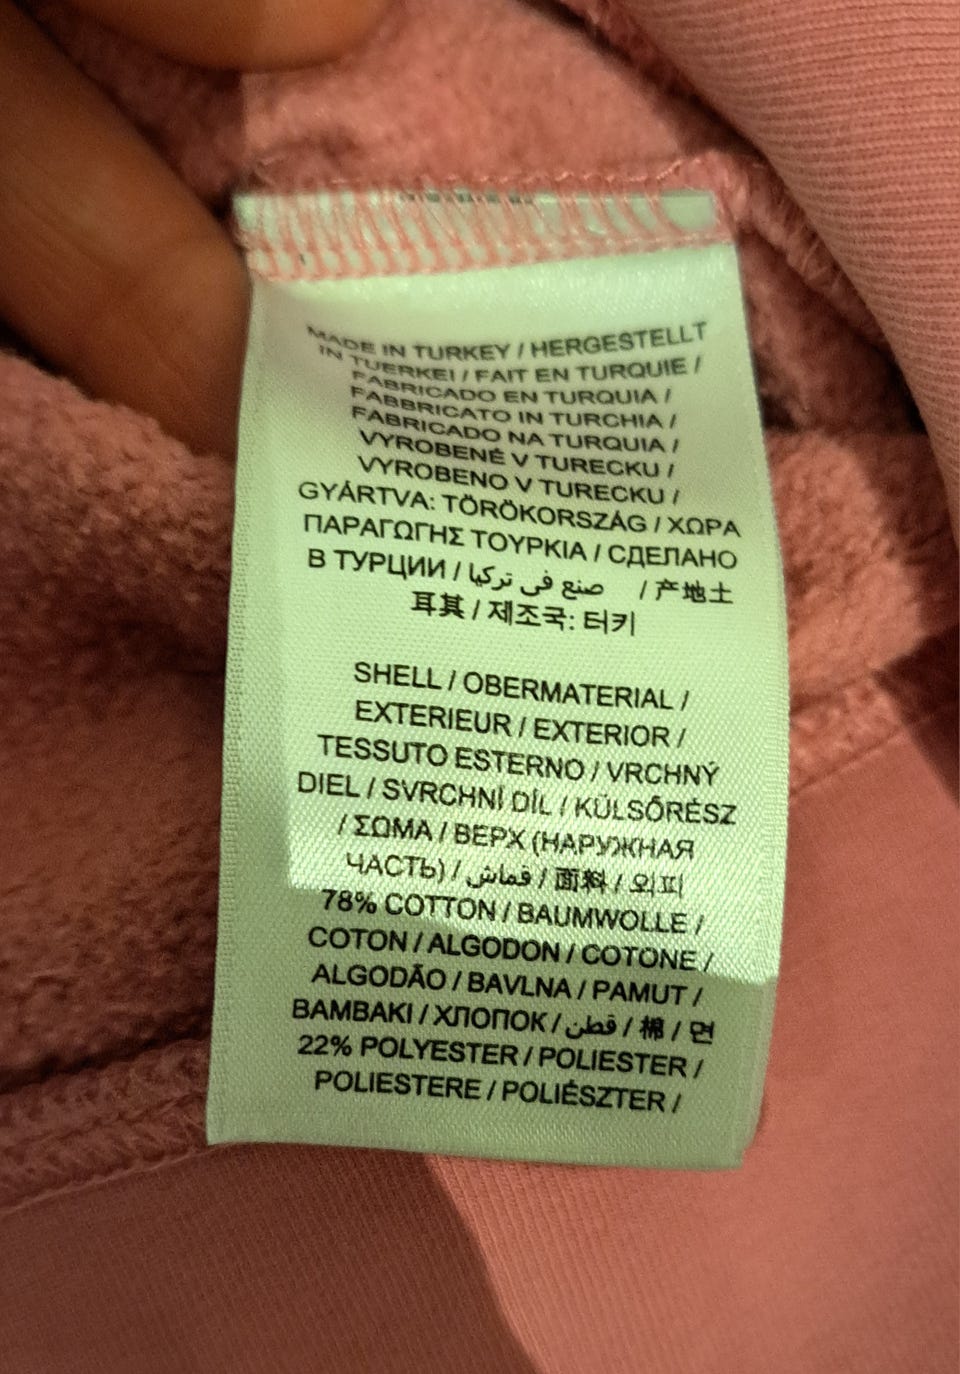 MADE IN TURKEY / HERGESTELLT
IN TUERKEI / FAIT EN TURQUIE /
FABRICADO EN TURQUIA /
FABBRICATO IN TURCHIA /
FABRICADO NA TURQUIA /
VYROBENÉ V TURECKU /
VYROBENO V TURECKU /
GYÁRTVA: TÖRÖKORSZÁG / ΧΩΡΑ
ΠΑΡΑΓΩΓΗΣ ΤΟΥΡΚΙΑ / СДЕЛАНО
В ТУРЦИИ / صنع في تركيا / 产地土
耳其 / 제조국: 터키
SHELL / OBERMATERIAL /
EXTERIEUR / EXTERIOR /
TESSUTO ESTERNO / VRCHNÝ
DIEL / SVRCHNÍ DÍL / KÜLSŐRÉSZ
/ ΣΩΜΑ / ВЕРХ (НАРУЖНАЯ
ЧАСТЬ) / قماش / 面料 / 외피
78% COTTON / BAUMWOLLE /
COTON / ALGODON / COTONE /
ALGODÃO / BAVLNA / PAMUT /
ΒΑΜΒΑΚΙ / ХЛОПОК / قطن / 棉 / 면
22% POLYESTER / POLIESTER /
POLIESTERE / POLIÉSZTER /